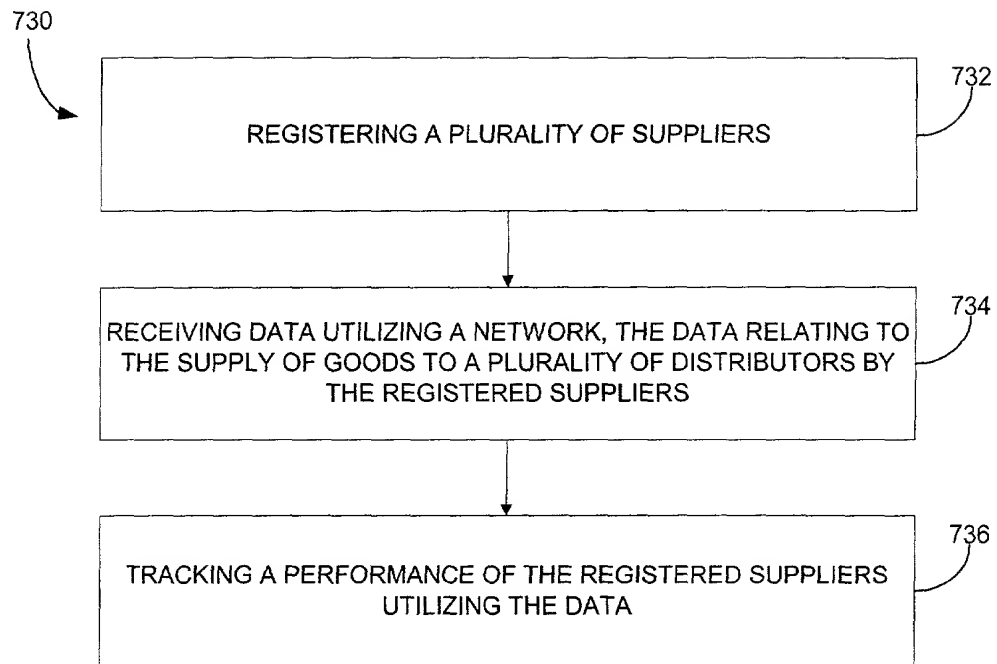 730
732
REGISTERING A PLURALITY OF SUPPLIERS
734
RECEIVING DATA UTILIZING A NETWORK, THE DATA RELATING TO
THE SUPPLY OF GOODS TO A PLURALITY OF DISTRIBUTORS BY
THE REGISTERED SUPPLIERS
736
TRACKING A PERFORMANCE OF THE REGISTERED SUPPLIERS
UTILIZING THE DATA